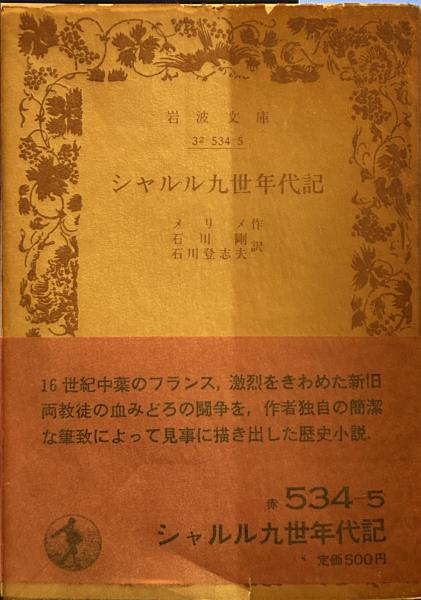 岩波文庫
32-534-5
シャルル九世年代記
メリメ作
石川剛
石川登志夫訳
16世紀中葉のフランス，激烈をきわめた新旧
両教徒の血みどろの闘争を，作者独自の簡潔
な筆致によって見事に描き出した歴史小説．
赤 534-5
シャルル九世年代記
定価500円